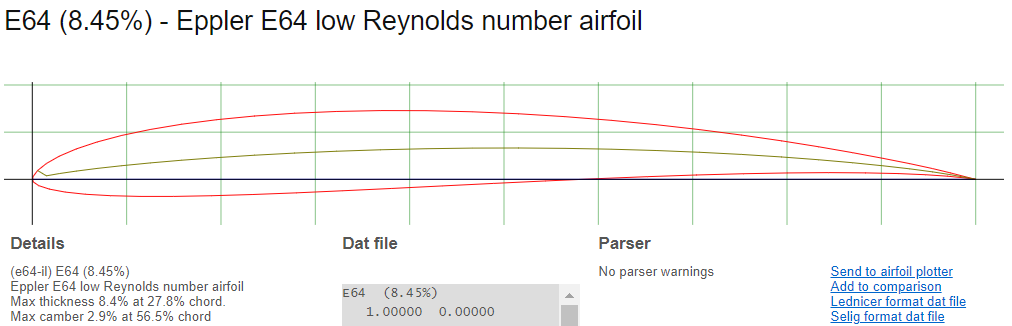 E64 (8.45%) - Eppler E64 low Reynolds number airfoil
Details
(e64-il) E64 (8.45%)
Eppler E64 low Reynolds number airfoil
Max thickness 8.4% at 27.8% chord.
Max camber 2.9% at 56.5% chord
Dat file
E64 (8.45%)
1.00000 0.00000
Parser
No parser warnings
Send to airfoil plotter
Add to comparison
Lednicer format dat file
Selig format dat file